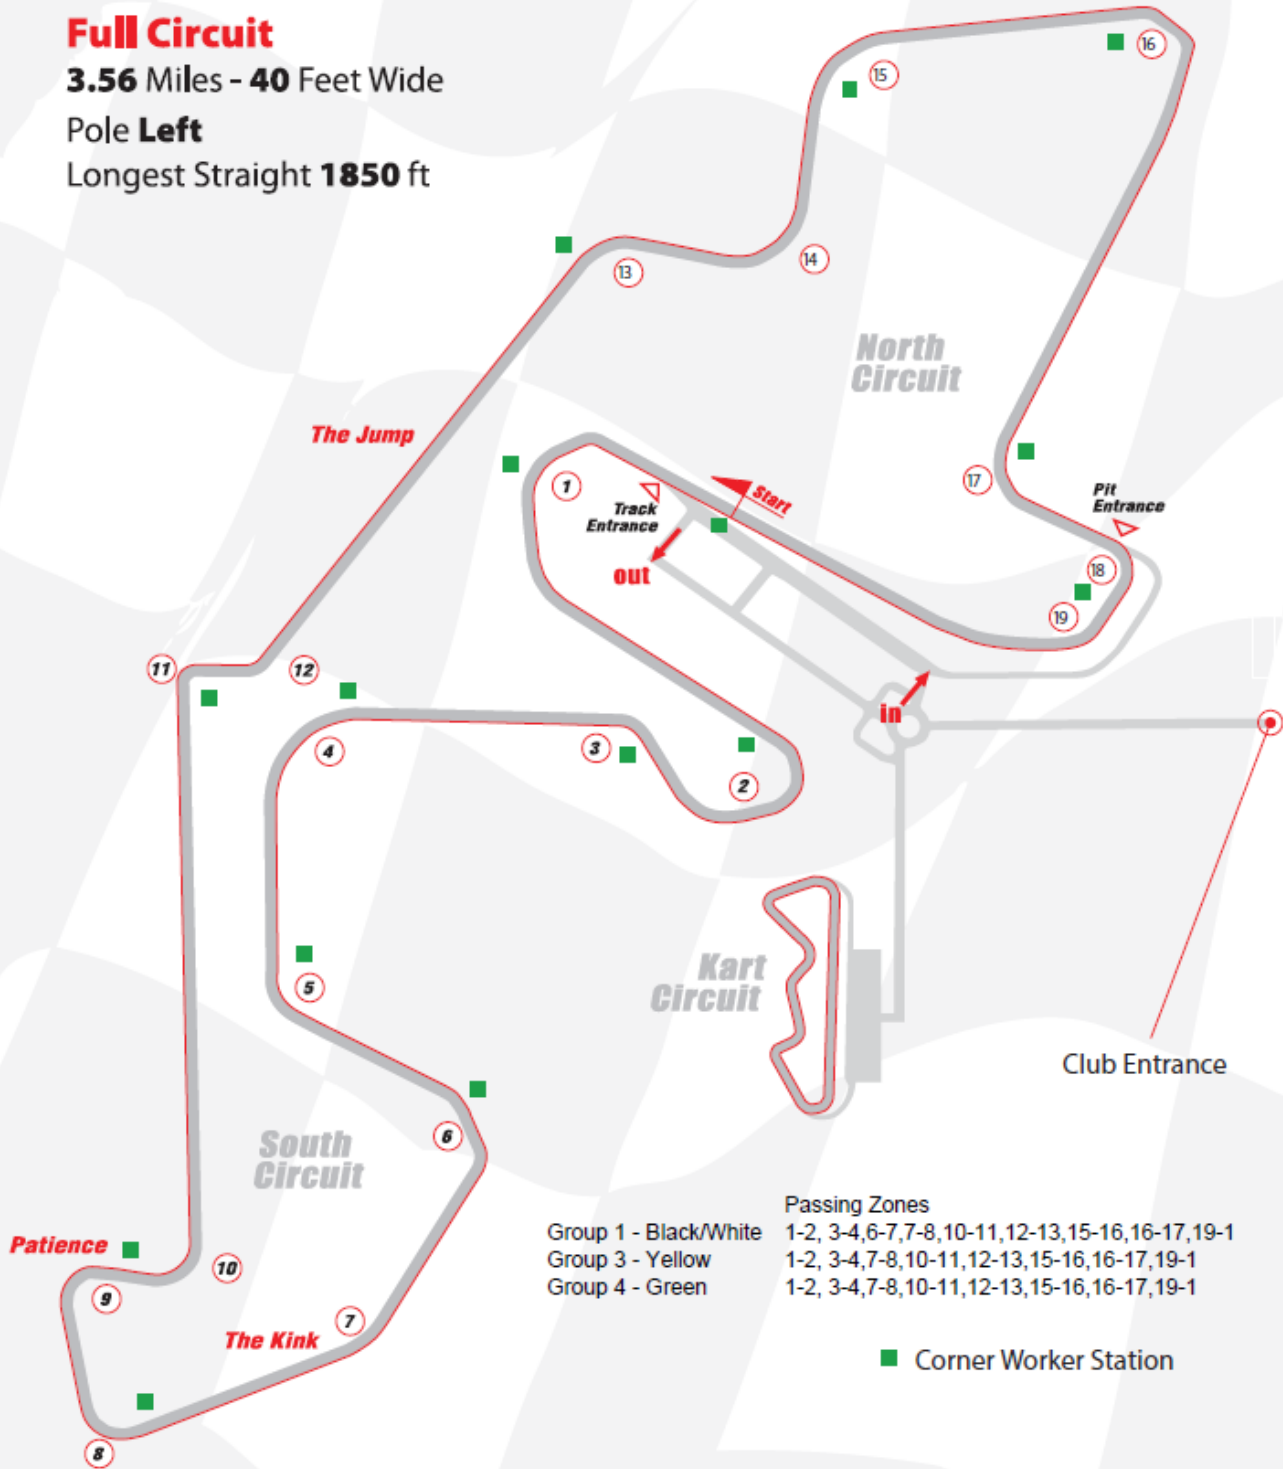 Full Circuit
3.56 Miles - 40 Feet Wide
Pole Left
Longest Straight 1850 ft
16
15
14
13
North
Circuit
The Jump
1
Track
Entrance
Start
out
17
Pit
Entrance
18
19
11
12
in
4
3
2
5
Kart
Circuit
Club Entrance
6
South
Circuit
Patience
10
9
7
The Kink
8
Passing Zones
Group 1 - Black/White 1-2, 3-4,6-7,7-8,10-11,12-13,15-16,16-17,19-1
Group 3 - Yellow 1-2, 3-4,7-8,10-11,12-13,15-16,16-17,19-1
Group 4 - Green 1-2, 3-4,7-8,10-11,12-13,15-16,16-17,19-1
Corner Worker Station